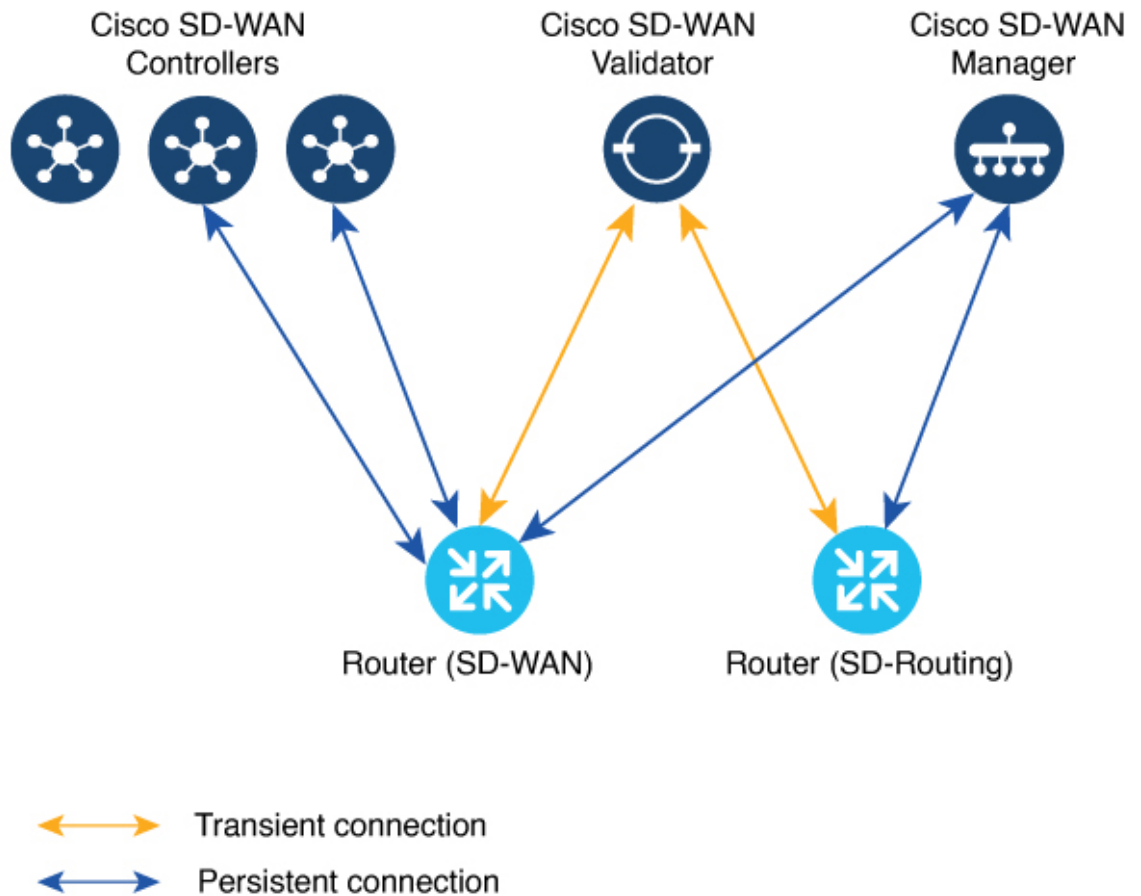 Cisco SD-WAN
Controllers
Cisco SD-WAN
Validator
Cisco SD-WAN
Manager
Router (SD-WAN)
Router (SD-Routing)
Transient connection
Persistent connection